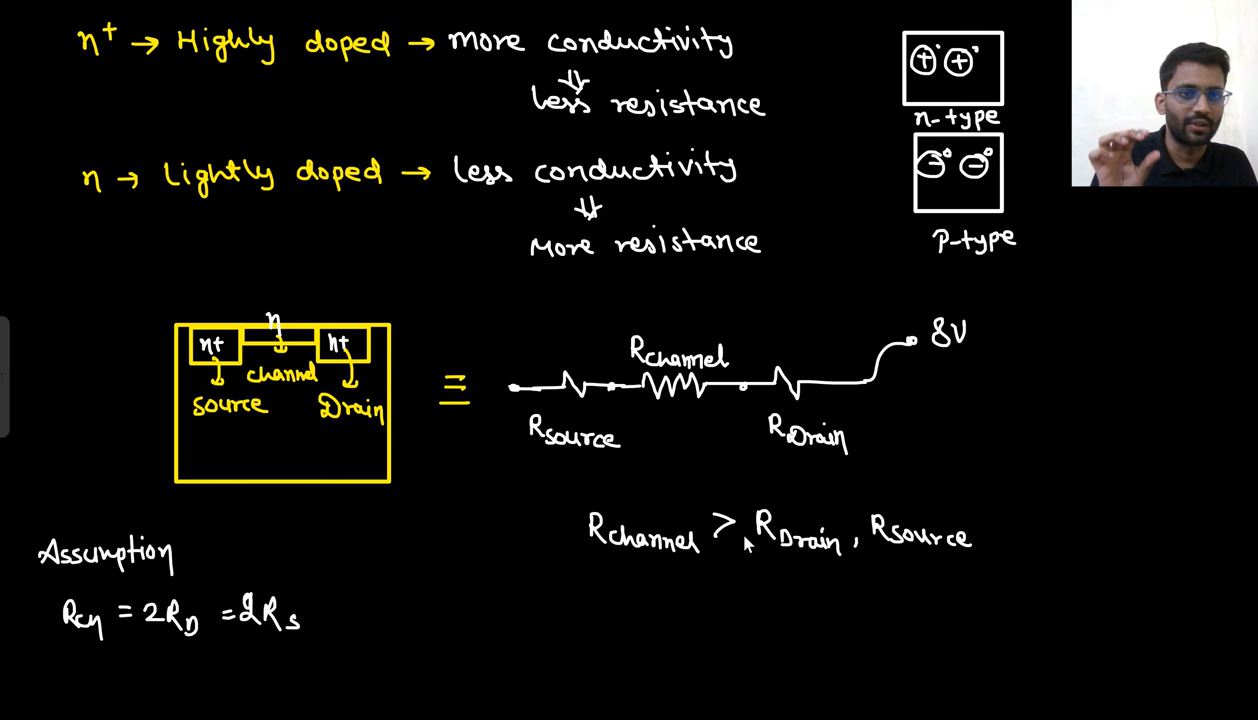 n+ → Highly doped → more conductivity
⇓
less resistance
n → Lightly doped → less conductivity
⇓
More resistance
+ +
n-type
- o - o
p-type
n
n+ n+
channel
source Drain
≡
Rchannel
8V
Rsource
RDrain
Rchannel > RDrain, Rsource
Assumption
RCH = 2RD = 2RS